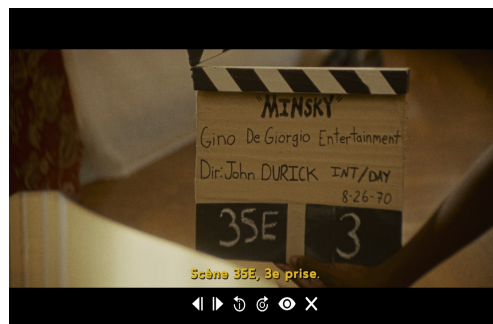 "MINSKY"
Gino De Giorgio Entertainment
Dir: John DURICK INT/DAY
8-26-70
35E 3
Scène 35E, 3e prise.